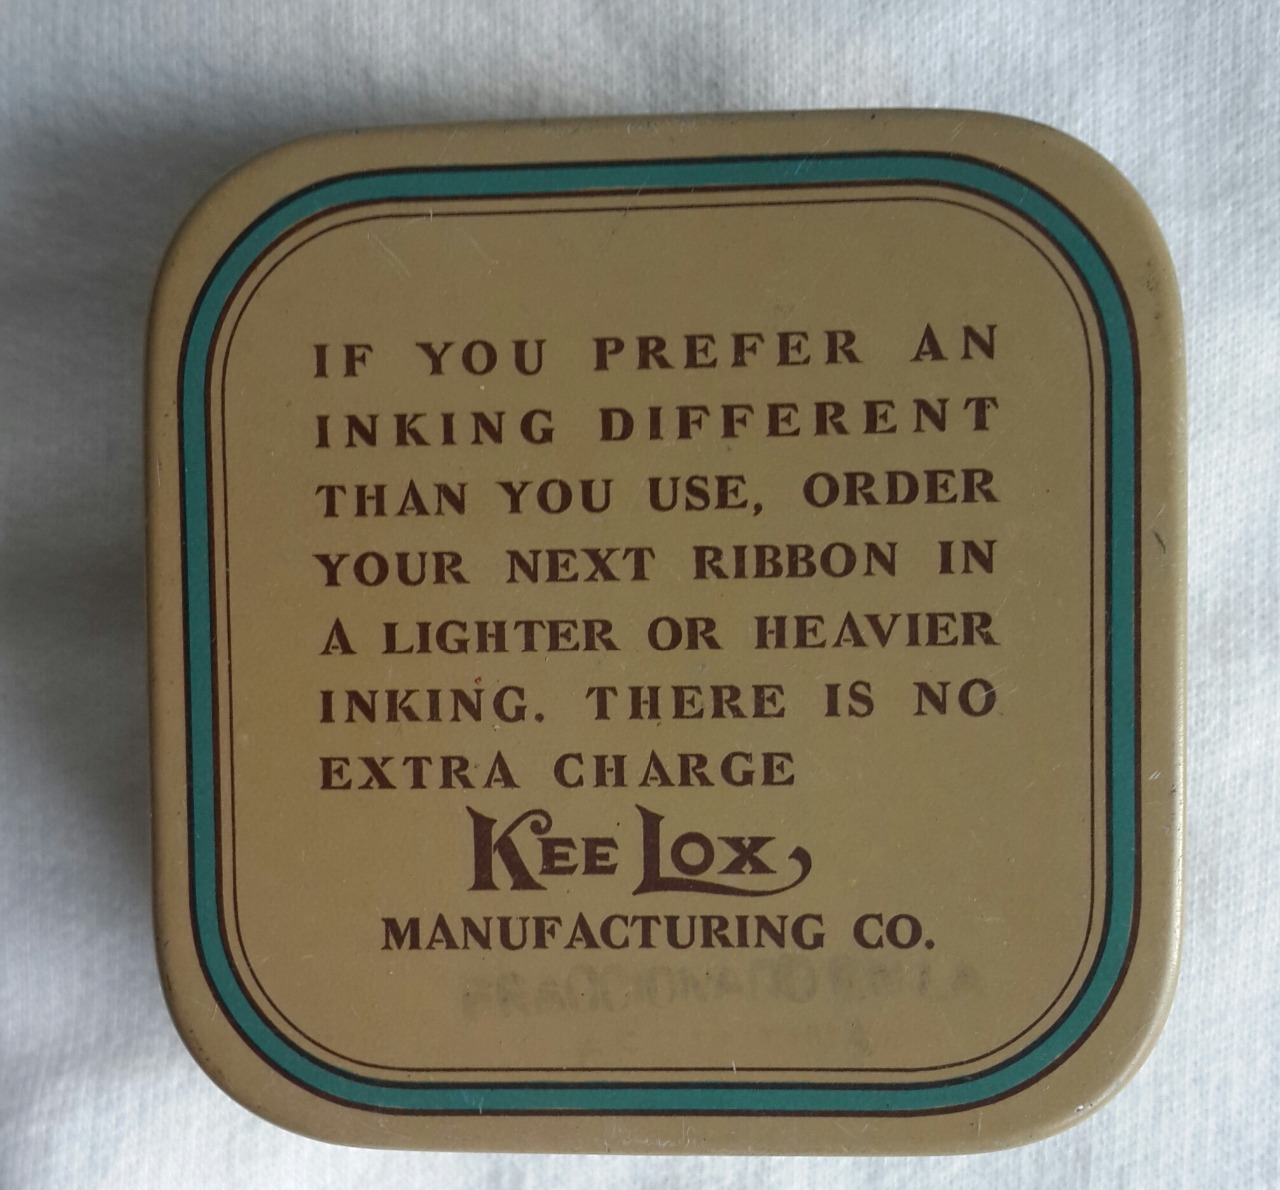 IF YOU PREFER AN
INKING DIFFERENT
THAN YOU USE, ORDER
YOUR NEXT RIBBON IN
A LIGHTER OR HEAVIER
INKING. THERE IS NO
EXTRA CHARGE
KEE LOX
MANUFACTURING CO.